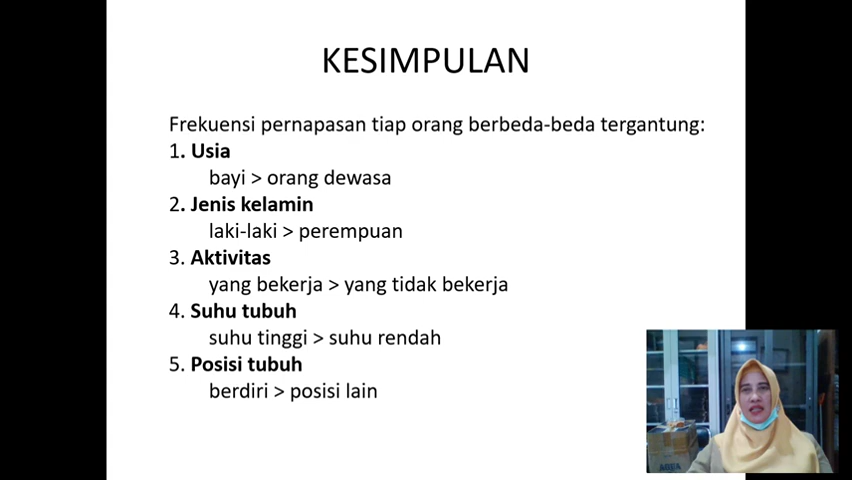 KESIMPULAN
Frekuensi pernapasan tiap orang berbeda-beda tergantung:
1. Usia
bayi > orang dewasa
2. Jenis kelamin
laki-laki > perempuan
3. Aktivitas
yang bekerja > yang tidak bekerja
4. Suhu tubuh
suhu tinggi > suhu rendah
5. Posisi tubuh
berdiri > posisi lain